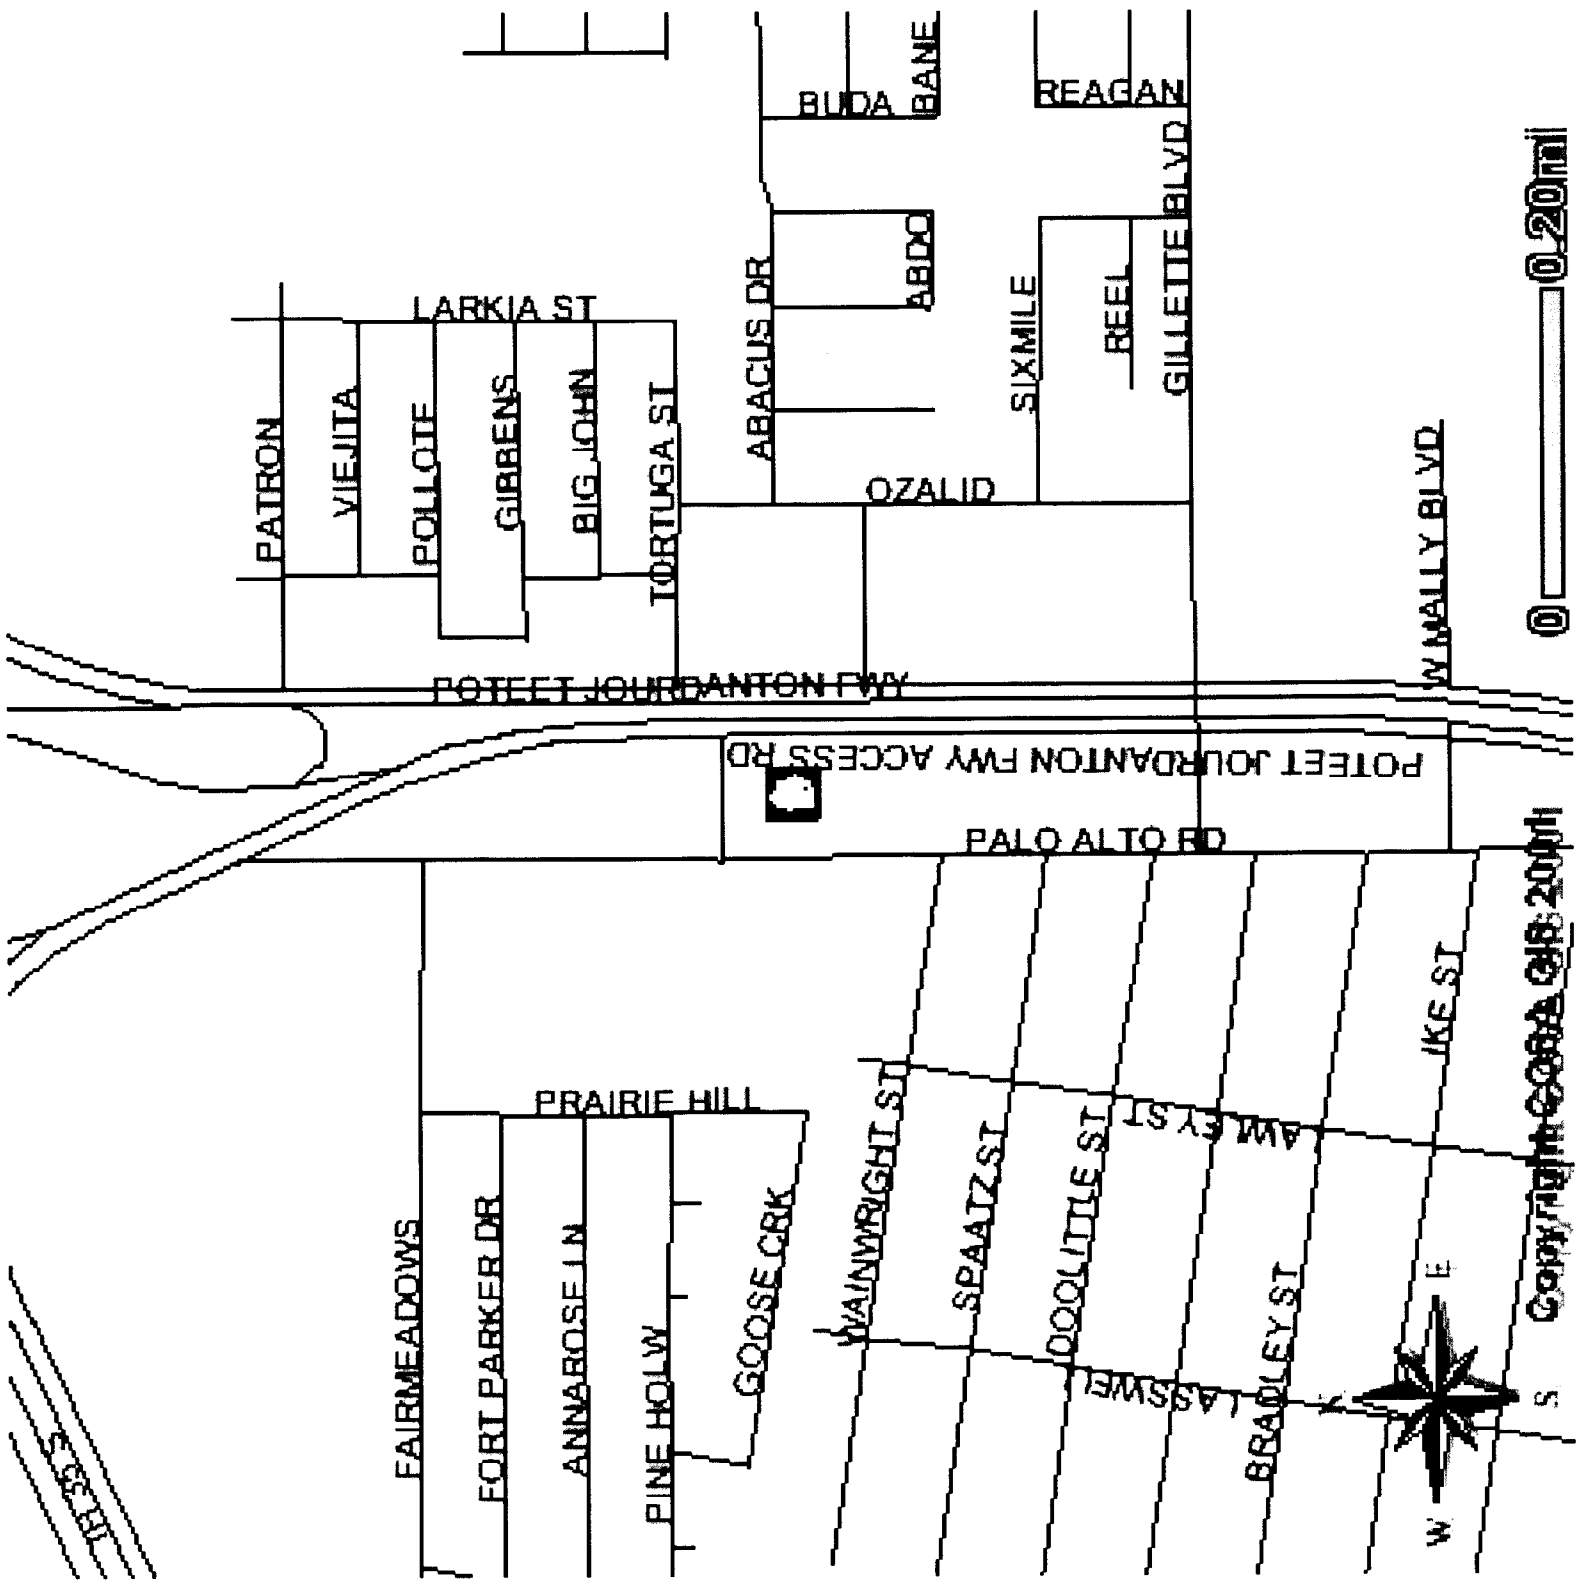 BUDA
BANE
REAGAN
GILLETTE BLVD
ABDO
REEL
SIXMILE
ABACUS DR
LARKIA ST
PATRON
VIEJITA
POLLOTE
GIBBENS
BIG JOHN
TORTUGA ST
OZALID
W MALLY BLVD
0 0.20mi
POTEET JOURDANTON FWY
POTEET JOURDANTON FWY ACCESS RD
PALO ALTO RD
PRAIRIE HILL
FAIRMEADOWS
FORT PARKER DR
ANNAROSE LN
PINE HOLW
GOOSE CRK
WAINWRIGHT ST
SPAATZ ST
DOOLITTLE ST
BRADLEY ST
IKE ST
IH 35 S
E
S
W
Copyright